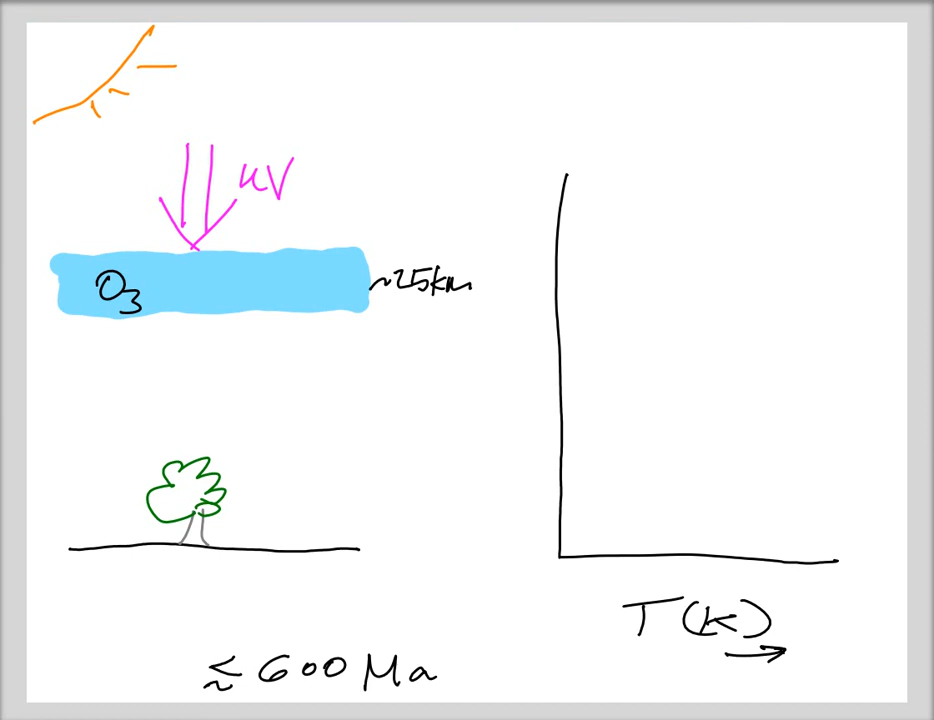 UV
O₃
~25km
T(K)
≲ 600 Ma